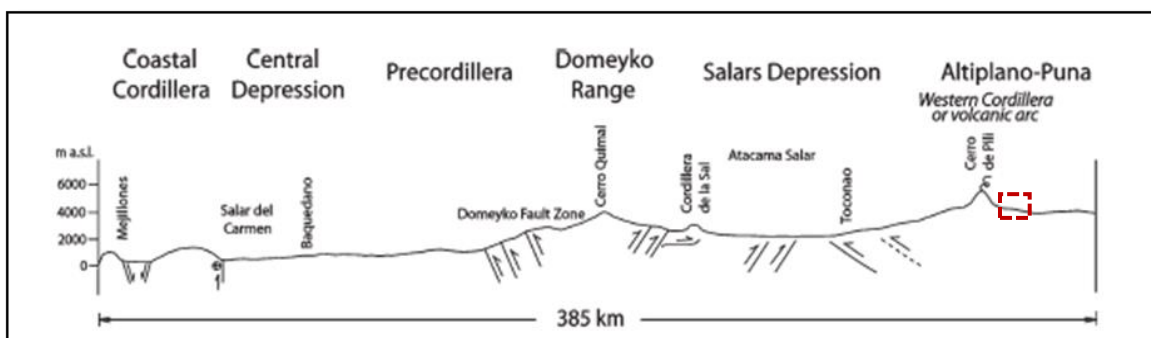 Coastal
Cordillera
Central
Depression
Precordillera
Domeyko
Range
Salars Depression
Altiplano-Puna
Western Cordillera
or volcanic arc
m a.s.l.
6000
4000
2000
0
Mejillones
Salar del
Carmen
Baquedano
Domeyko Fault Zone
Cerro Quimal
Cordillera
de la Sal
Atacama Salar
Toconao
Cerro
de Pili
385 km